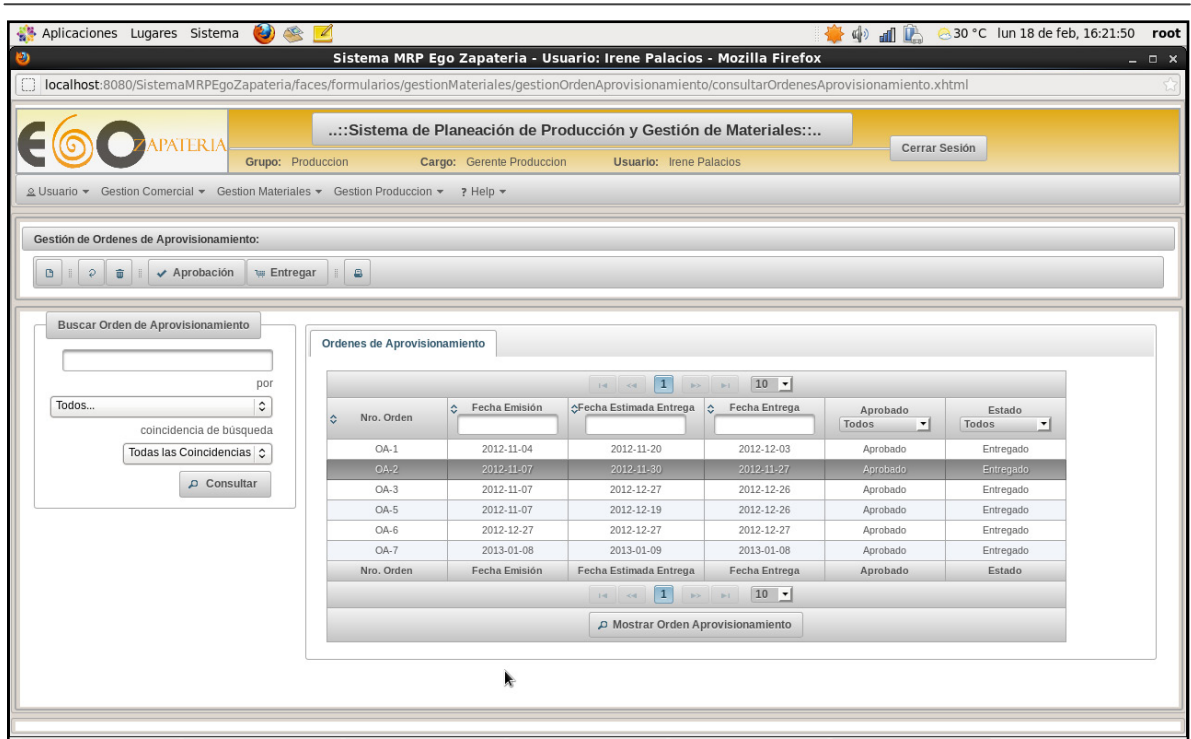 Aplicaciones Lugares Sistema 30 °C lun 18 de feb, 16:21:50 root
Sistema MRP Ego Zapateria - Usuario: Irene Palacios - Mozilla Firefox
localhost:8080/SistemaMRPEgoZapateria/faces/formularios/gestionMateriales/gestionOrdenAprovisionamiento/consultarOrdenesAprovisionamiento.xhtml
EGO ZAPATERIA
..::Sistema de Planeación de Producción y Gestión de Materiales::..
Cerrar Sesión
Grupo: Produccion Cargo: Gerente Produccion Usuario: Irene Palacios
Usuario Gestion Comercial Gestion Materiales Gestion Produccion ? Help
Gestión de Ordenes de Aprovisionamiento:
Aprobación Entregar
Buscar Orden de Aprovisionamiento
por
Todos...
coincidencia de búsqueda
Todas las Coincidencias
Consultar
Ordenes de Aprovisionamiento
1 10
Nro. Orden Fecha Emisión Fecha Estimada Entrega Fecha Entrega Aprobado Estado
Todos Todos
OA-1 2012-11-04 2012-11-20 2012-12-03 Aprobado Entregado
OA-2 2012-11-07 2012-11-30 2012-11-27 Aprobado Entregado
OA-3 2012-11-07 2012-12-27 2012-12-26 Aprobado Entregado
OA-5 2012-11-07 2012-12-19 2012-12-26 Aprobado Entregado
OA-6 2012-12-27 2012-12-27 2012-12-27 Aprobado Entregado
OA-7 2013-01-08 2013-01-09 2013-01-08 Aprobado Entregado
Nro. Orden Fecha Emisión Fecha Estimada Entrega Fecha Entrega Aprobado Estado
1 10
Mostrar Orden Aprovisionamiento